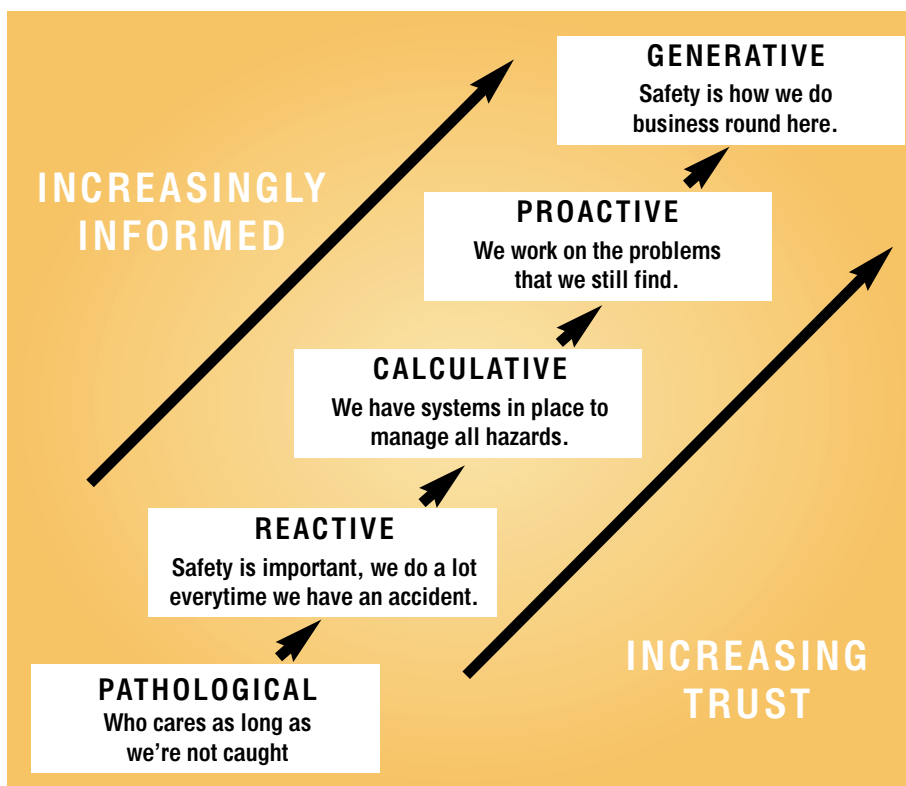 GENERATIVE
Safety is how we do
business round here.
INCREASINGLY
INFORMED
PROACTIVE
We work on the problems
that we still find.
CALCULATIVE
We have systems in place to
manage all hazards.
REACTIVE
Safety is important, we do a lot
everytime we have an accident.
INCREASING
TRUST
PATHOLOGICAL
Who cares as long as
we’re not caught